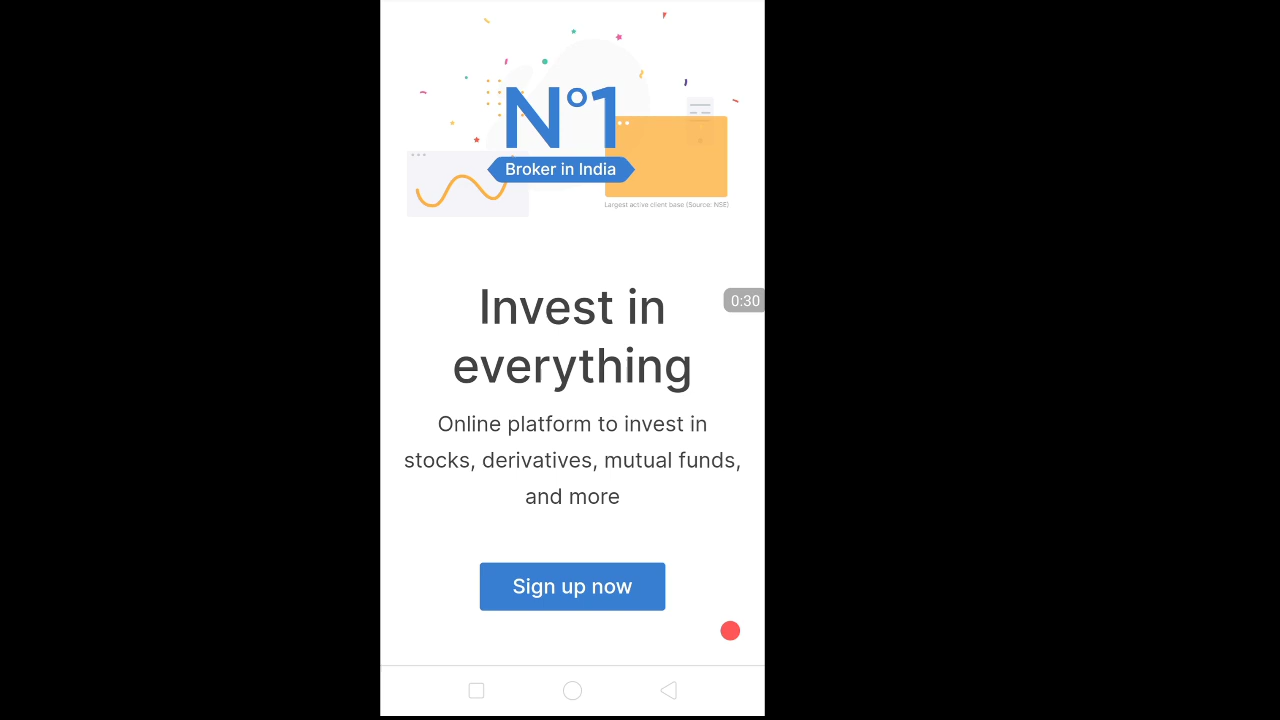 N°1
Broker in India
Largest active client base (Source: NSE)
Invest in
0:30
everything
Online platform to invest in
stocks, derivatives, mutual funds,
and more
Sign up now